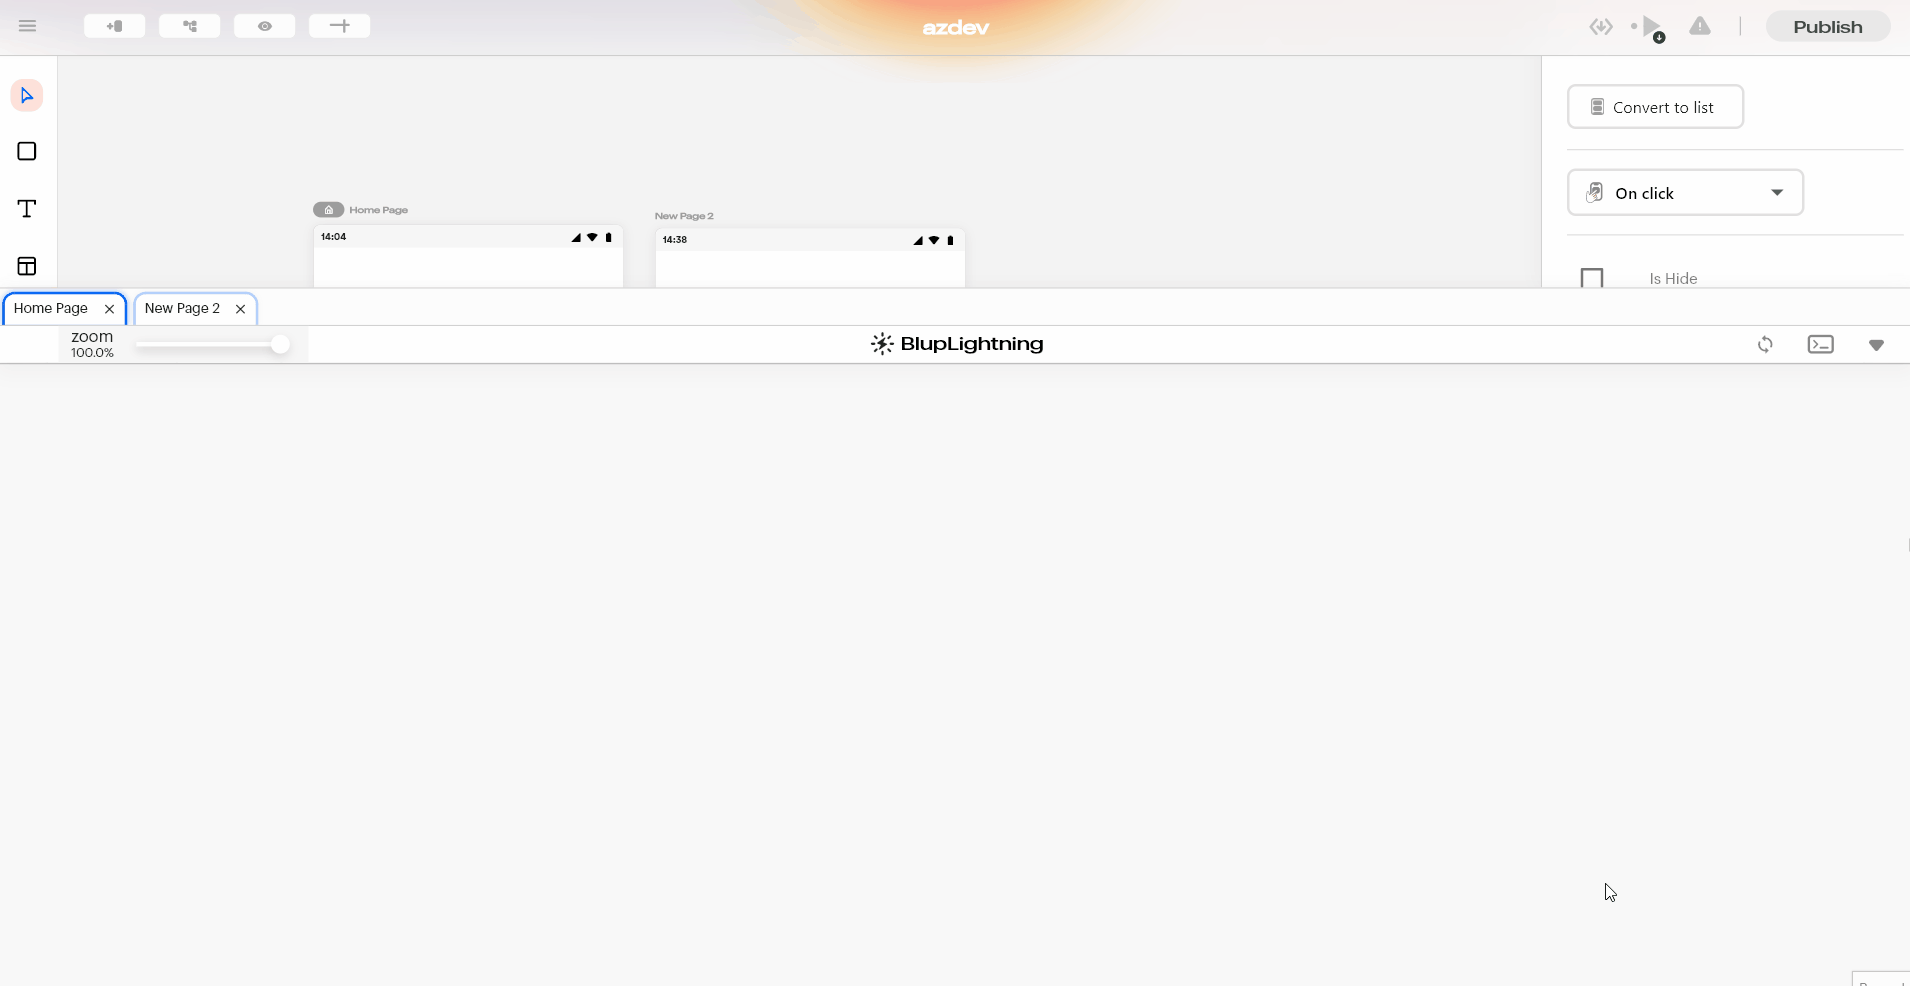 azdev
Publish
Convert to list
On click
Is Hide
Home Page
New Page 2
14:04
14:38
Home Page
New Page 2
zoom
100.0%
BlupLightning